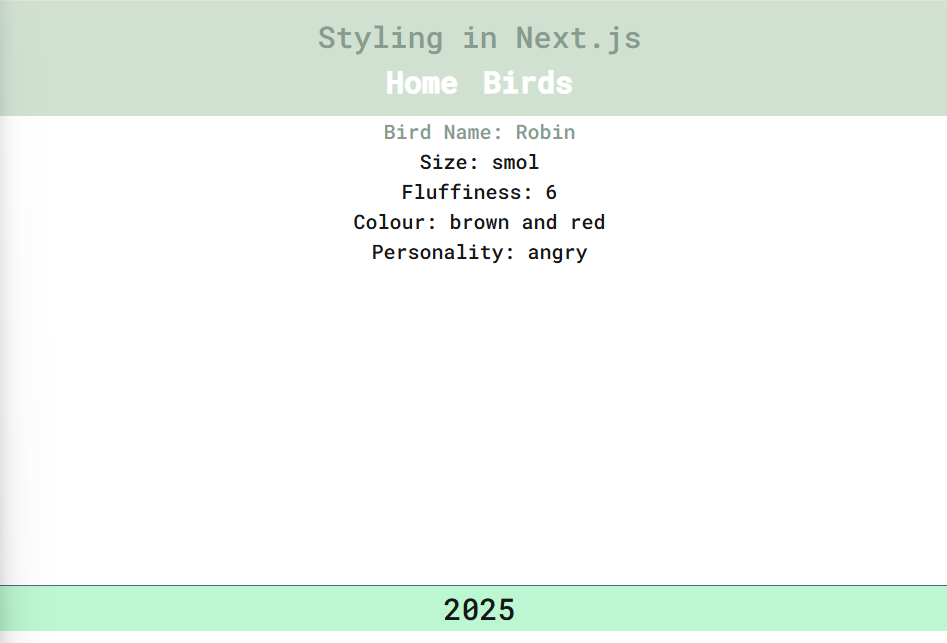 Styling in Next.js
Home Birds
Bird Name: Robin
Size: smol
Fluffiness: 6
Colour: brown and red
Personality: angry
2025